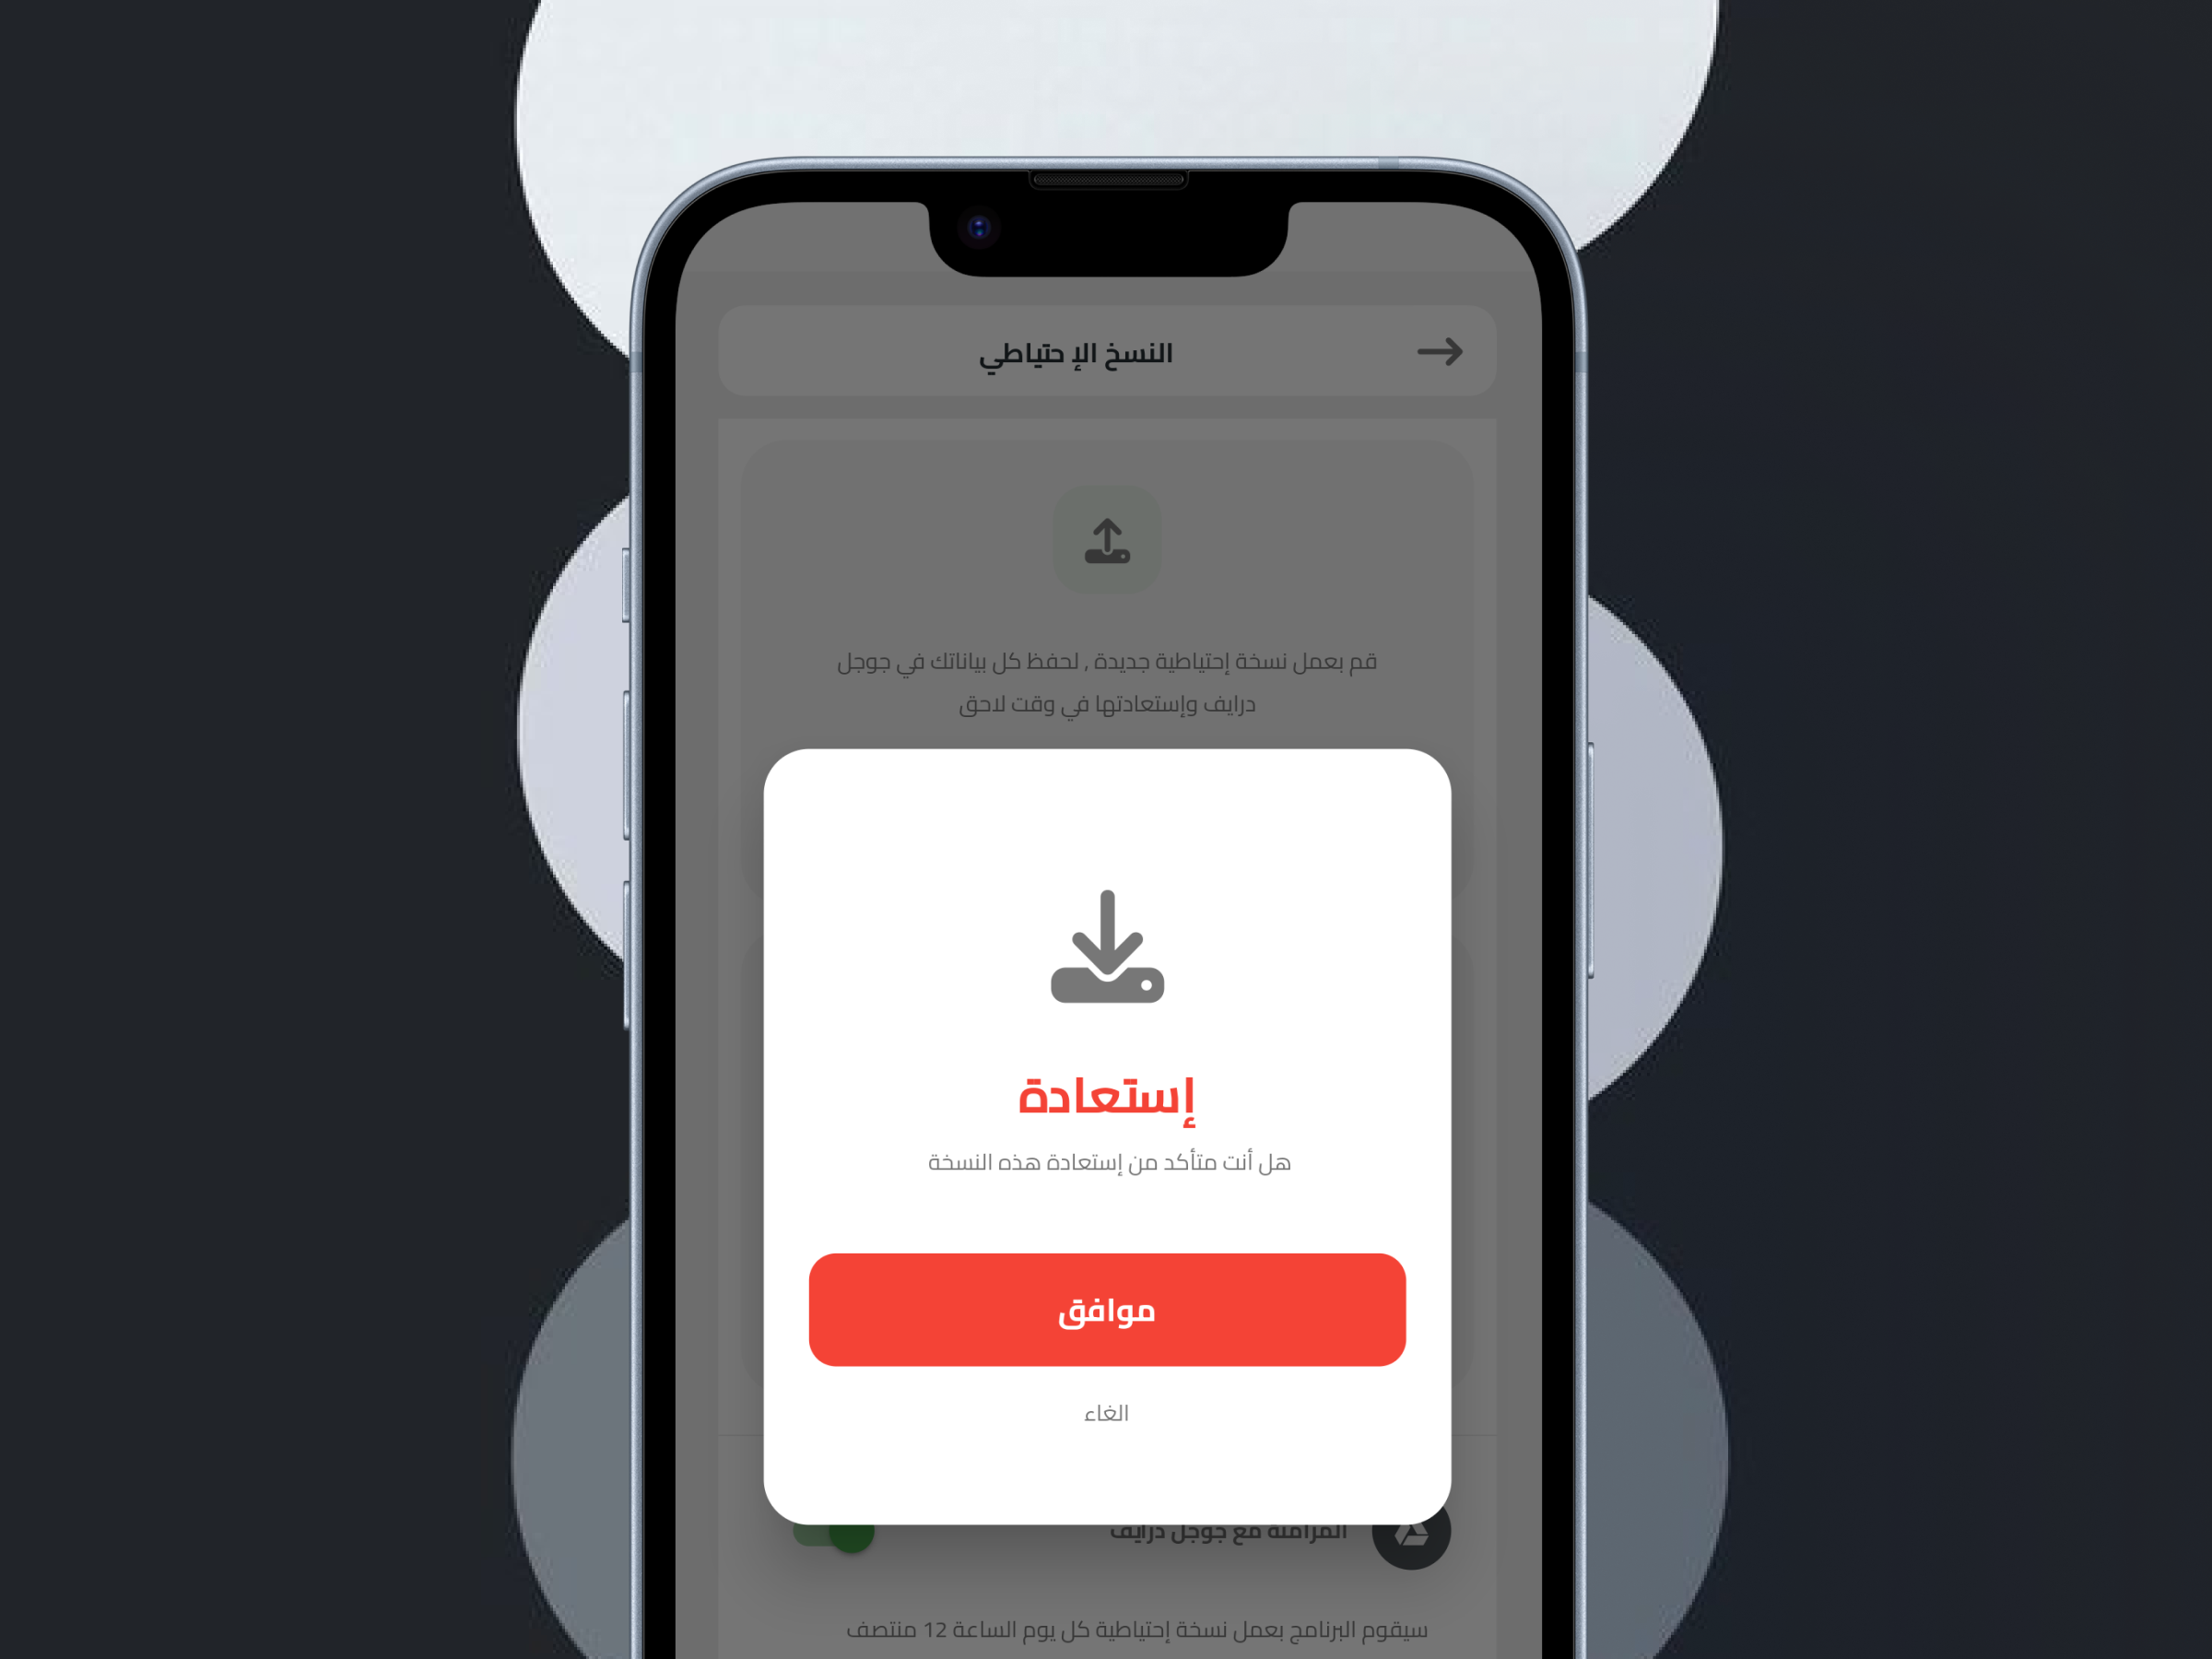 النسخ الإ حتياطي
قم بعمل نسخة إحتياطية جديدة , لحفظ كل بياناتك في جوجل
درايف وإستعادتها في وقت لاحق
إستعادة
هل أنت متأكد من إستعادة هذه النسخة
موافق
الغاء
المزامنة مع جوجل درايف
سيقوم البرنامج بعمل نسخة إحتياطية كل يوم الساعة 12 منتصف